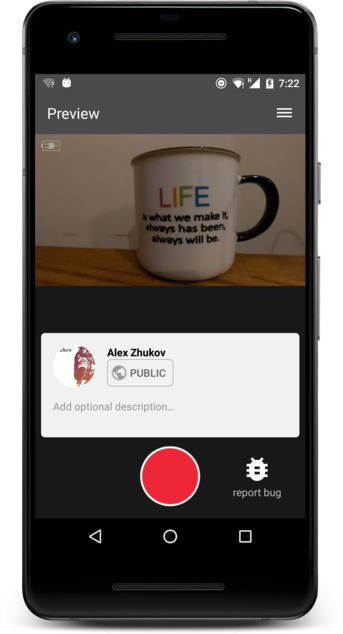 7:22
Preview
LIFE
is what we make it,
always has been,
always will be.
Alex Zhukov
PUBLIC
Add optional description...
report bug